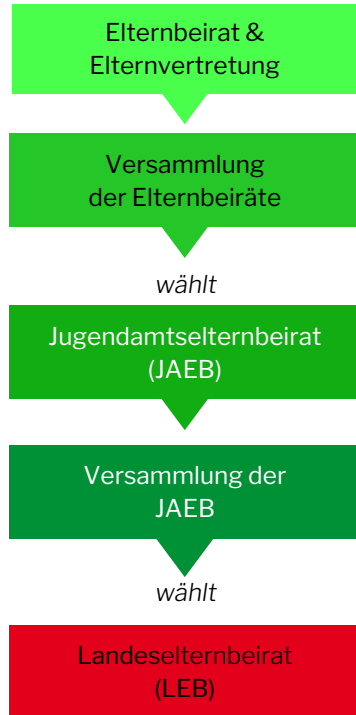 Elternbeirat &
Elternvertretung
Versammlung
der Elternbeiräte
wählt
Jugendamtselternbeirat
(JAEB)
Versammlung der
JAEB
wählt
Landeselternbeirat
(LEB)